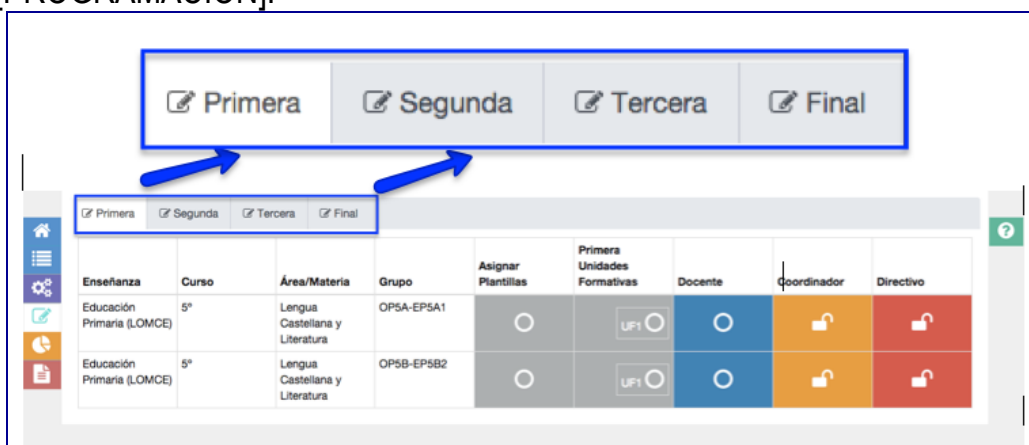 [PROGRAMACIÓN].
Primera Segunda Tercera Final
Primera Segunda Tercera Final
Enseñanza Curso Área/Materia Grupo Asignar Plantillas Primera Unidades Formativas Docente Coordinador Directivo
Educación Primaria (LOMCE) 5º Lengua Castellana y Literatura OP5A-EP5A1 UF1
Educación Primaria (LOMCE) 5º Lengua Castellana y Literatura OP5B-EP5B2 UF1